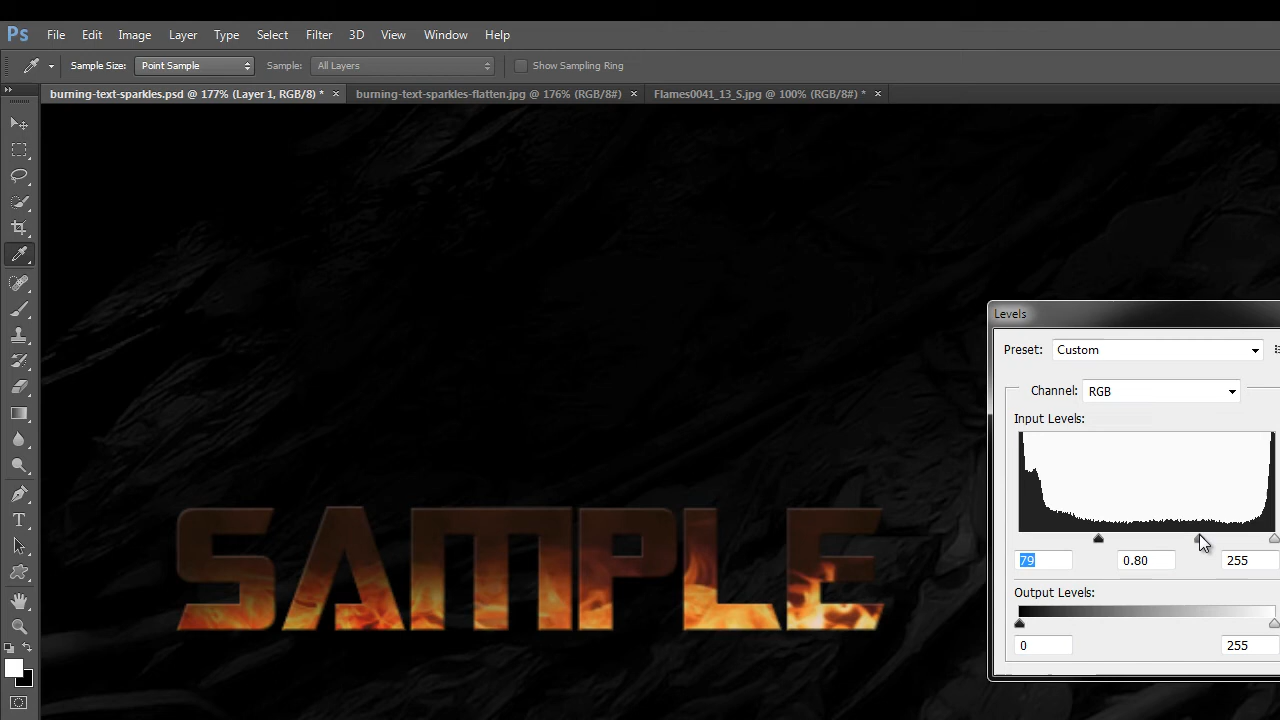 Ps File Edit Image Layer Type Select Filter 3D View Window Help
Sample Size: Point Sample Sample: All Layers Show Sampling Ring
burning-text-sparkles.psd @ 177% (Layer 1, RGB/8) * × burning-text-sparkles-flatten.jpg @ 176% (RGB/8#) × Flames0041_13_S.jpg @ 100% (RGB/8#) * ×
Levels
Preset: Custom
Channel: RGB
Input Levels:
79 0.80 255
Output Levels:
0 255
SAMPLE
T